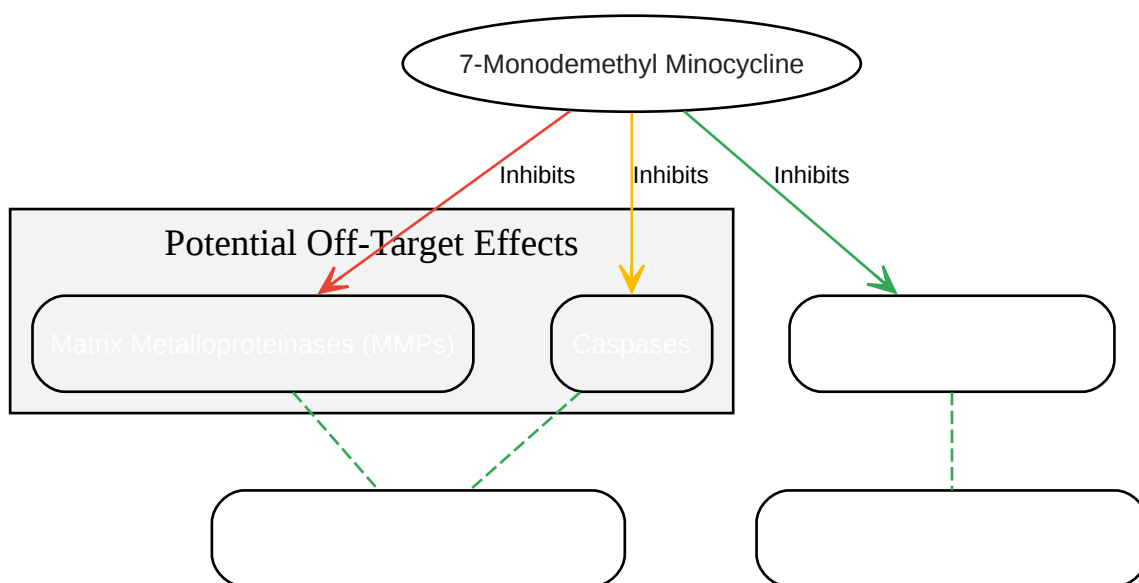 7-Monodemethyl Minocycline
Inhibits Inhibits Inhibits
Potential Off-Target Effects
Matrix Metalloproteinases (MMPs) Caspases